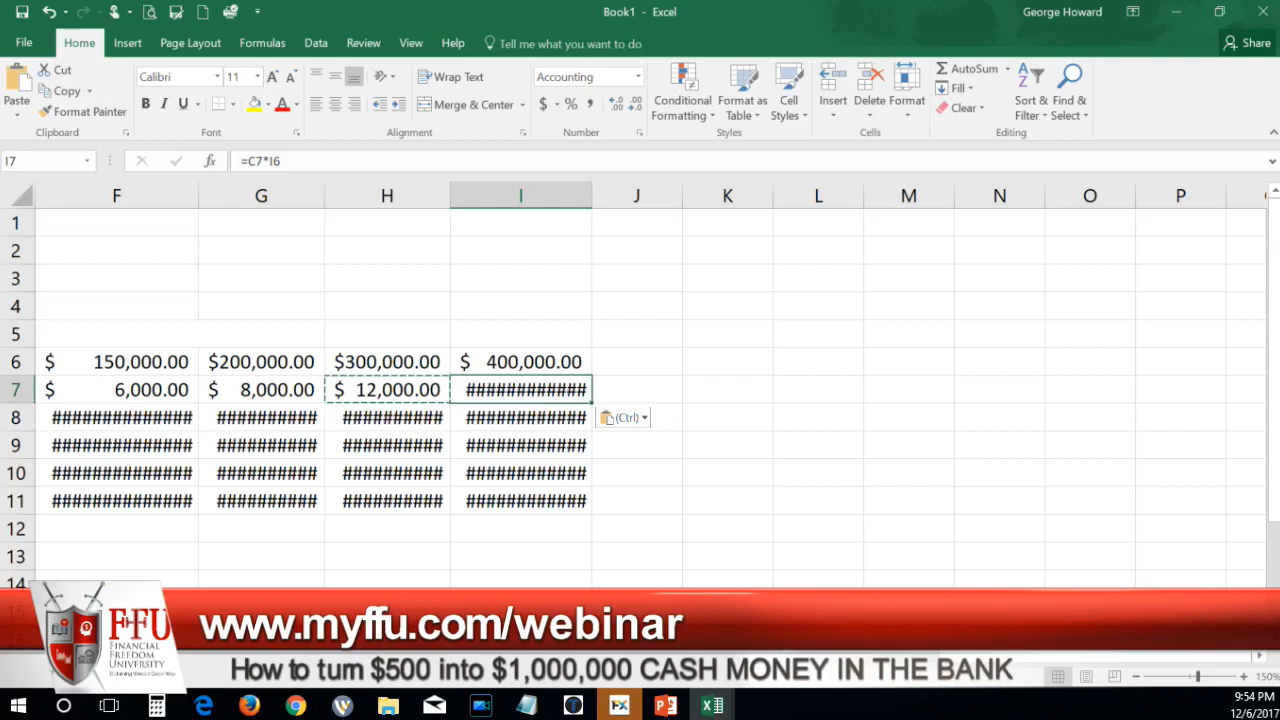 Book1 - Excel
George Howard
File Home Insert Page Layout Formulas Data Review View Help Tell me what you want to do Share
Paste
Cut
Copy
Format Painter
Clipboard
Calibri 11
B I U
Font
Wrap Text
Merge & Center
Alignment
Accounting
$ % ,
Number
Conditional Formatting
Format as Table
Cell Styles
Styles
Insert Delete Format
Cells
AutoSum
Fill
Clear
Sort & Filter
Find & Select
Editing
I7 fx =C7*I6
F G H I J K L M N O P
1
2
3
4
5
6 $ 150,000.00 $200,000.00 $300,000.00 $ 400,000.00
7 $ 6,000.00 $ 8,000.00 $ 12,000.00 ############
8 ############## ########## ########## ############ (Ctrl)
9 ############## ########## ########## ############
10 ############## ########## ########## ############
11 ############## ########## ########## ############
12
13
14
FFU
FINANCIAL
FREEDOM
UNIVERSITY
www.myffu.com/webinar
How to turn $500 into $1,000,000 CASH MONEY IN THE BANK
150%
9:54 PM
12/6/2017